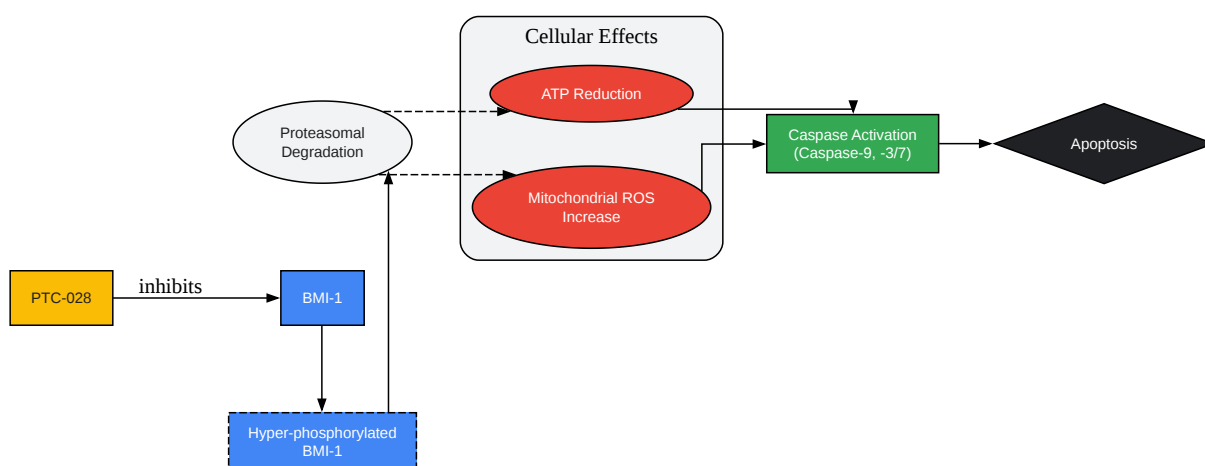 Cellular Effects
ATP Reduction
Proteasomal
Degradation
Caspase Activation
(Caspase-9, -3/7)
Apoptosis
Mitochondrial ROS
Increase
PTC-028
inhibits
BMI-1
Hyper-phosphorylated
BMI-1